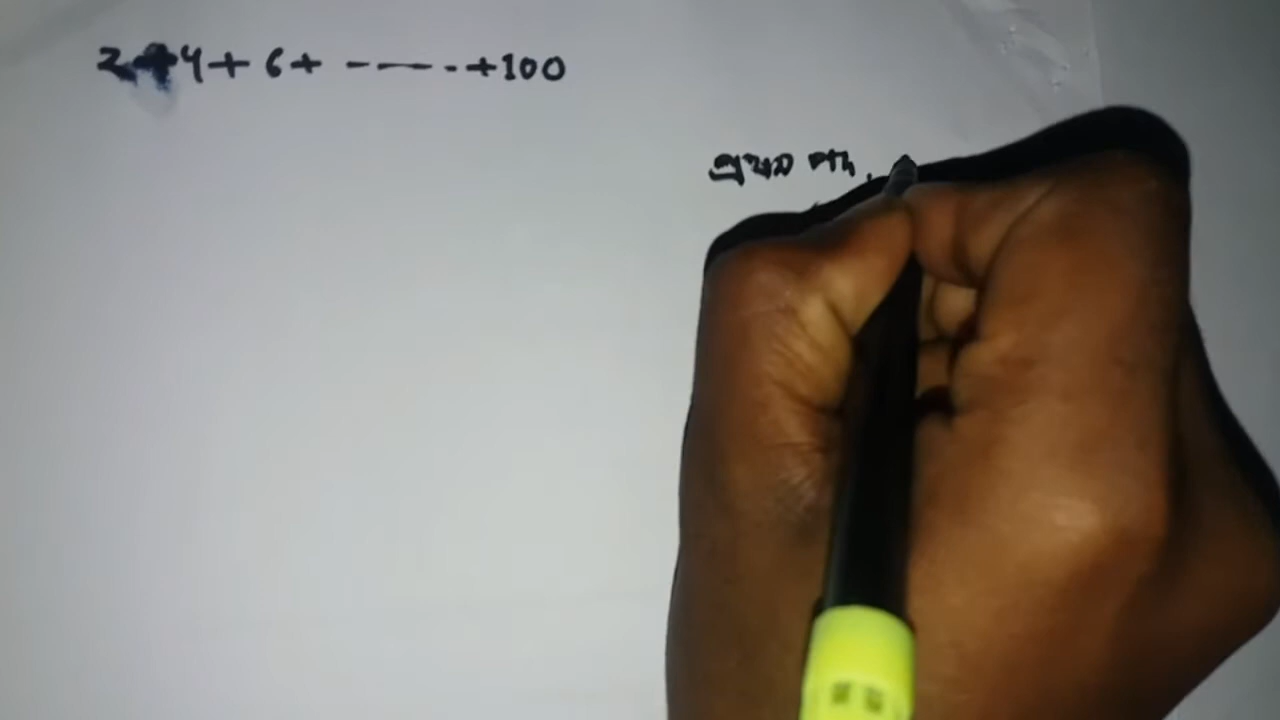 2+4+6+ ----- +100
প্রথম পদ,